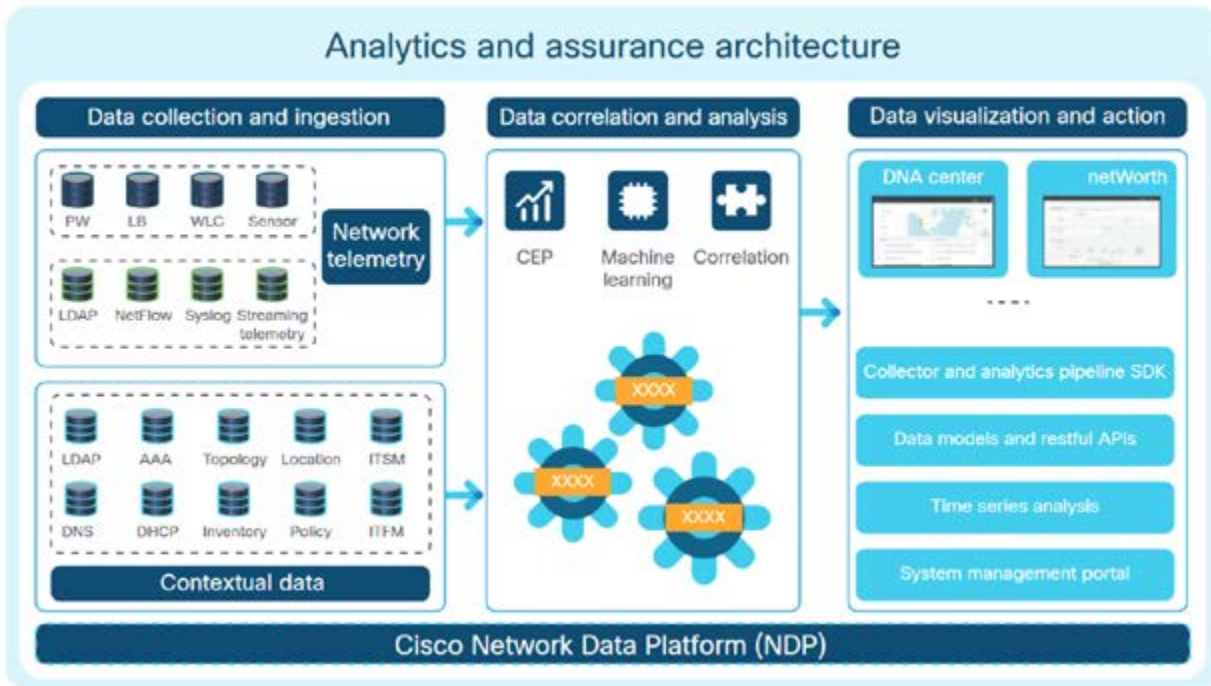 Analytics and assurance architecture
Data collection and ingestion
PW
LB
WLC
Sensor
Network
telemetry
LDAP
NetFlow
Syslog
Streaming
telemetry
LDAP
AAA
Topology
Location
ITSM
DNS
DHCP
Inventory
Policy
ITFM
Contextual data
Data correlation and analysis
CEP
Machine
learning
Correlation
XXXX
XXXX
XXXX
Data visualization and action
DNA center
netWorth
Collector and analytics pipeline SDK
Data models and restful APIs
Time series analysis
System management portal
Cisco Network Data Platform (NDP)